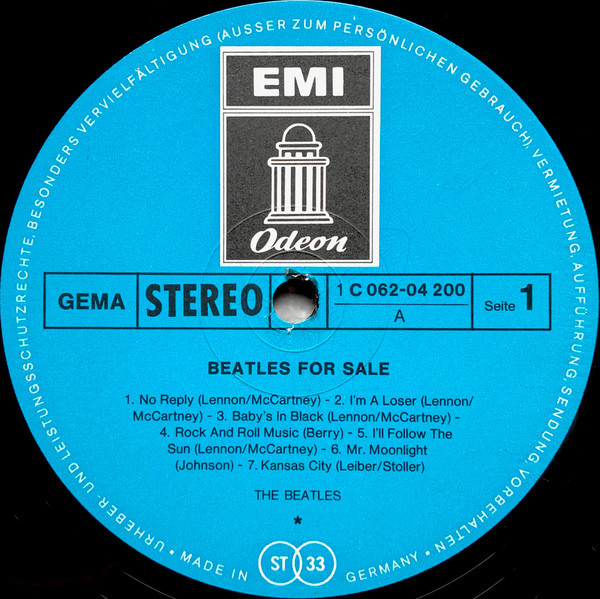 URHEBER- UND LEISTUNGSSCHUTZRECHTE, BESONDERS VERVIELFÄLTIGUNG (AUSSER ZUM PERSÖNLICHEN GEBRAUCH), VERMIETUNG, AUFFÜHRUNG, SENDUNG, VORBEHALTEN •
EMI
Odeon
GEMA
STEREO
1 C 062-04 200
A
Seite 1
BEATLES FOR SALE
1. No Reply (Lennon/McCartney) - 2. I'm A Loser (Lennon/
McCartney) - 3. Baby's In Black (Lennon/McCartney) -
4. Rock And Roll Music (Berry) - 5. I'll Follow The
Sun (Lennon/McCartney) - 6. Mr. Moonlight
(Johnson) - 7. Kansas City (Leiber/Stoller)
THE BEATLES
*
• MADE IN GERMANY •
ST 33